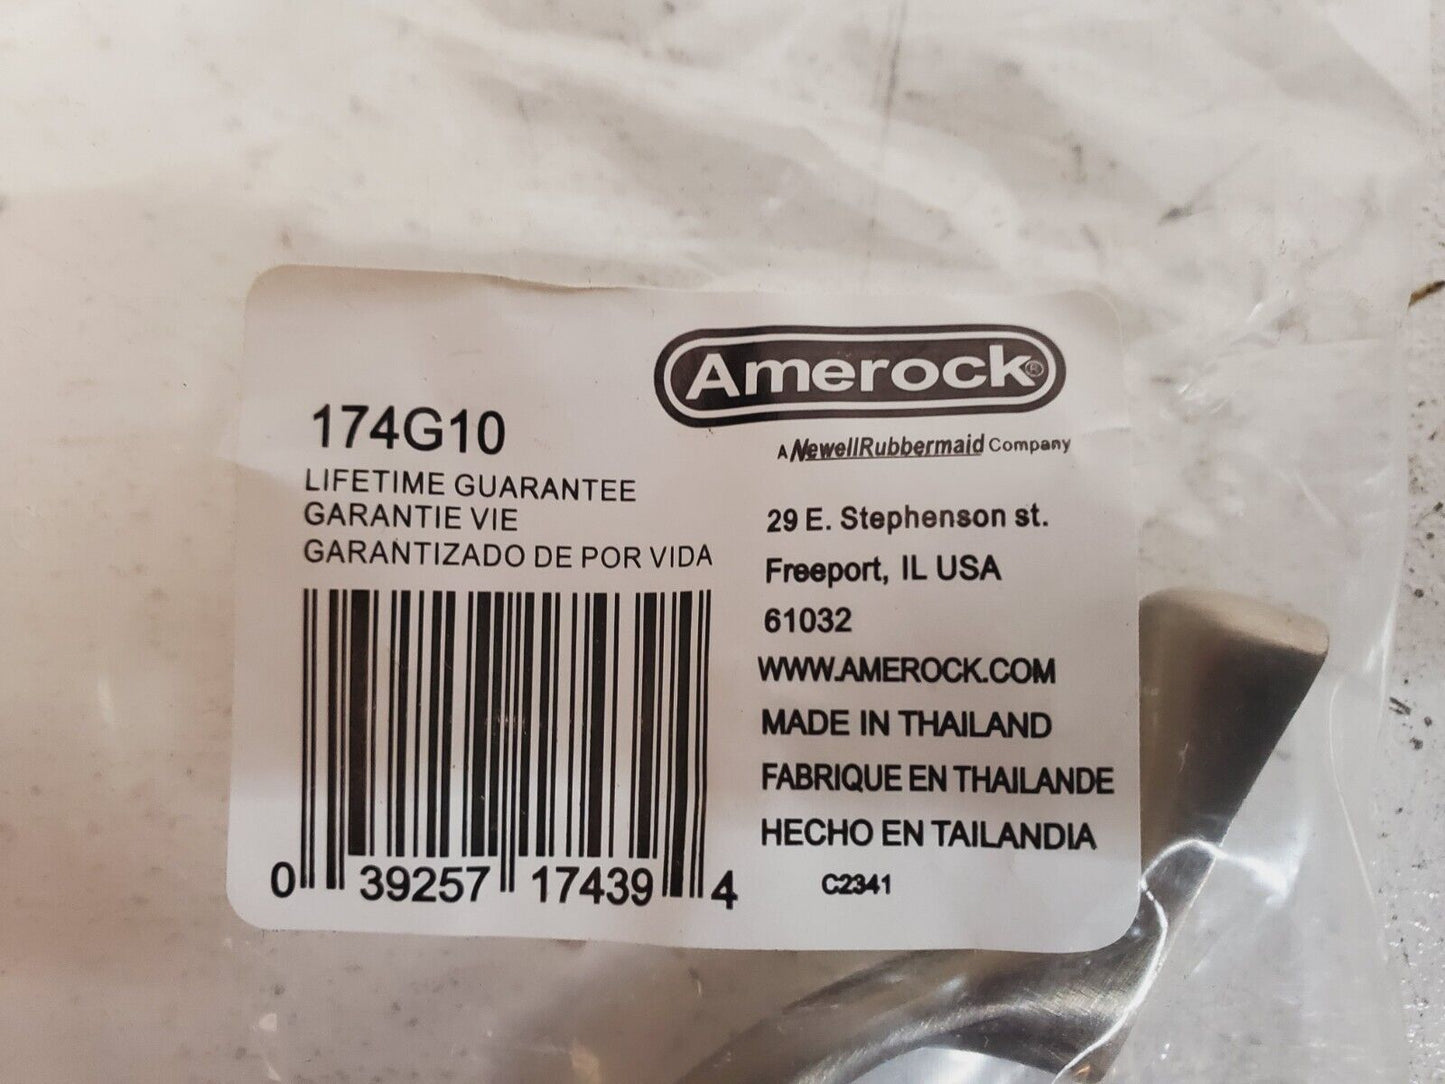 Amerock®
A NewellRubbermaid Company
174G10
LIFETIME GUARANTEE
GARANTIE VIE
GARANTIZADO DE POR VIDA
0 39257 17439 4
29 E. Stephenson st.
Freeport, IL USA
61032
WWW.AMEROCK.COM
MADE IN THAILAND
FABRIQUE EN THAILANDE
HECHO EN TAILANDIA
C2341